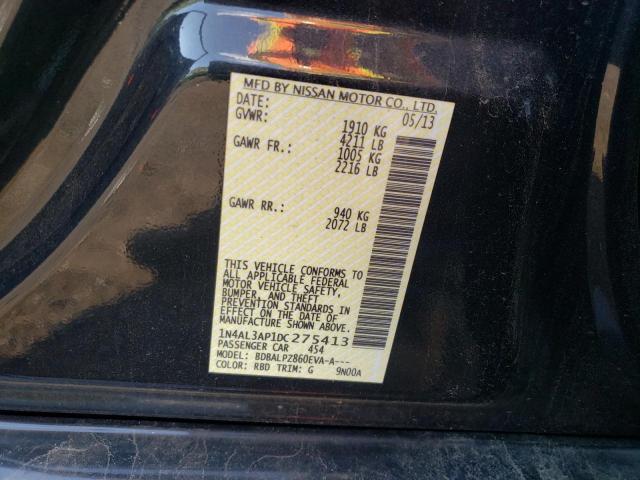 MFD BY NISSAN MOTOR CO., LTD.
DATE: 05/13
GVWR: 1910 KG
4211 LB
GAWR FR.: 1005 KG
2216 LB
GAWR RR.: 940 KG
2072 LB
THIS VEHICLE CONFORMS TO
ALL APPLICABLE FEDERAL
MOTOR VEHICLE SAFETY,
BUMPER, AND THEFT
PREVENTION STANDARDS IN
EFFECT ON THE DATE OF
MANUFACTURE SHOWN ABOVE.
1N4AL3AP1DC275413
PASSENGER CAR 454
MODEL: BDBALPZ860EVA-A---
COLOR: RBD TRIM: G 9N00A